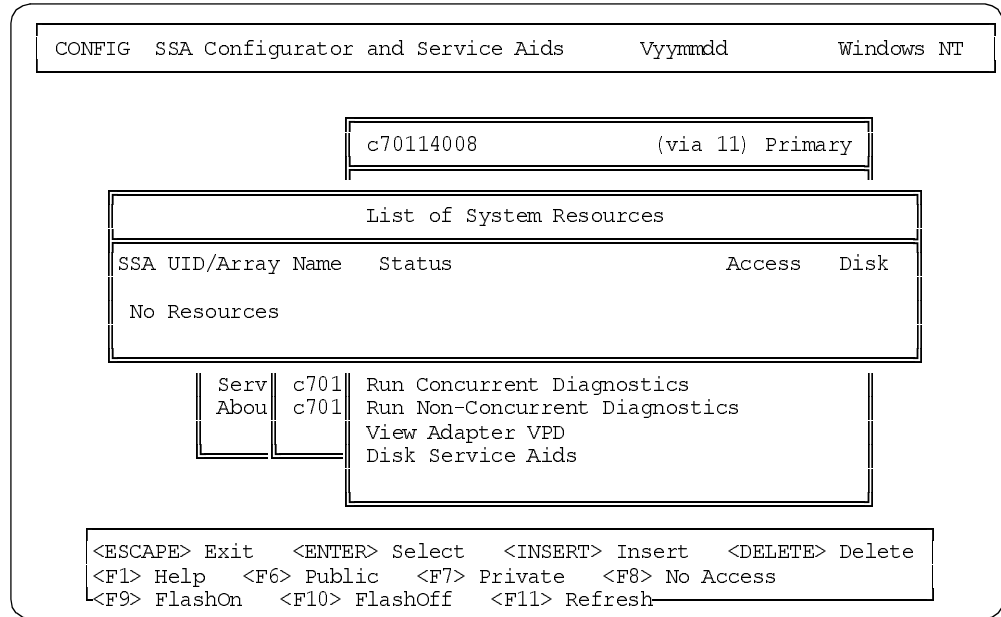 CONFIG SSA Configurator and Service Aids Vyymmdd Windows NT
c70114008 (via 11) Primary
List of System Resources
SSA UID/Array Name Status Access Disk
No Resources
Serv c701 Run Concurrent Diagnostics
Abou c701 Run Non-Concurrent Diagnostics
View Adapter VPD
Disk Service Aids
<ESCAPE> Exit <ENTER> Select <INSERT> Insert <DELETE> Delete
<F1> Help <F6> Public <F7> Private <F8> No Access
<F9> FlashOn <F10> FlashOff <F11> Refresh